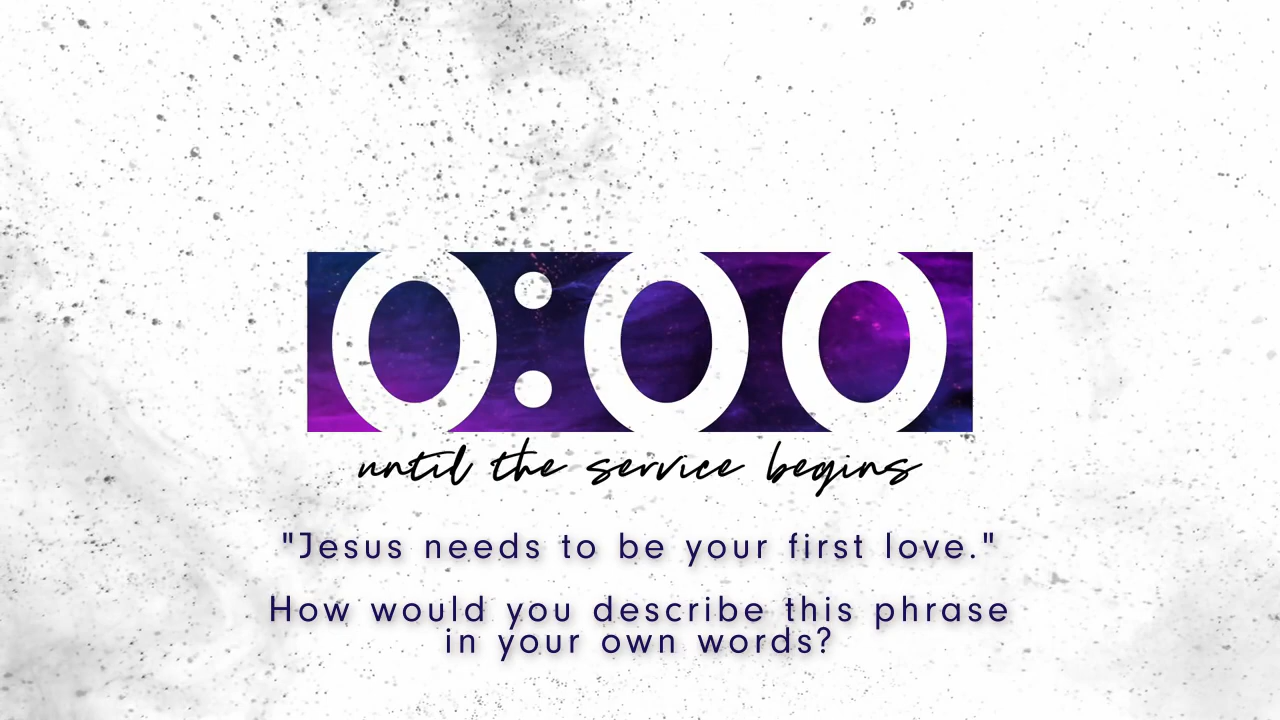 0:00
until the service begins
"Jesus needs to be your first love."
How would you describe this phrase
in your own words?